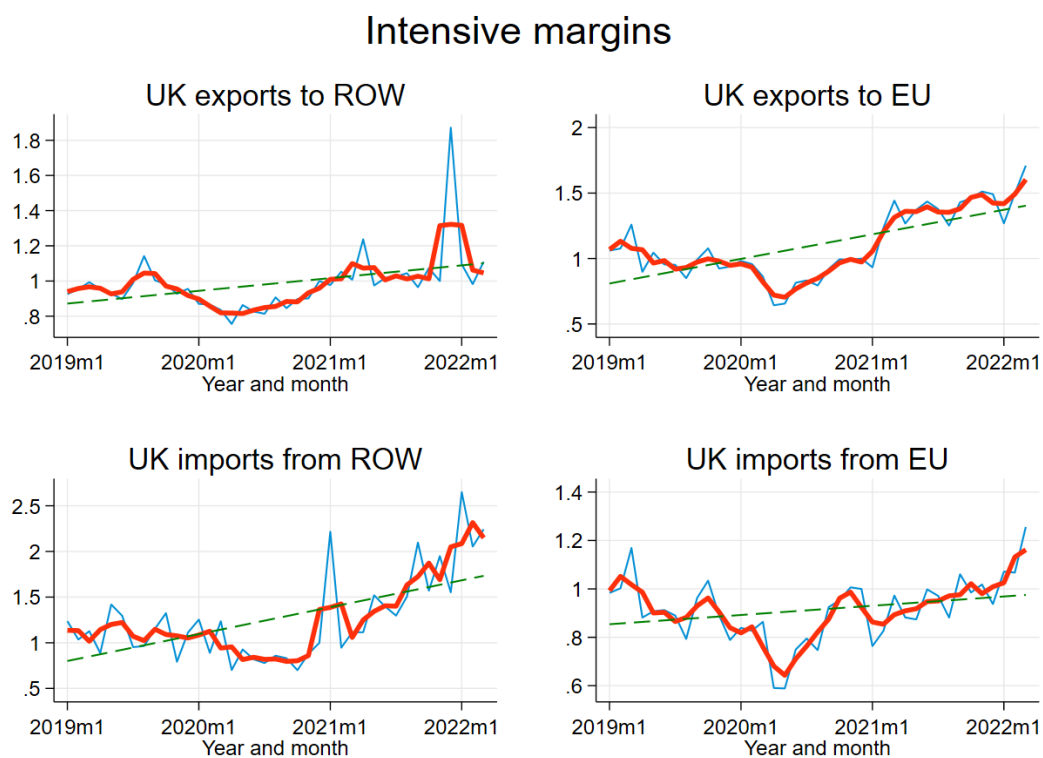 Intensive margins
UK exports to ROW
1.8
1.6
1.4
1.2
1
.8
2019m1 2020m1 2021m1 2022m1
Year and month
UK exports to EU
2
1.5
1
.5
2019m1 2020m1 2021m1 2022m1
Year and month
UK imports from ROW
2.5
2
1.5
1
.5
2019m1 2020m1 2021m1 2022m1
Year and month
UK imports from EU
1.4
1.2
1
.8
.6
2019m1 2020m1 2021m1 2022m1
Year and month